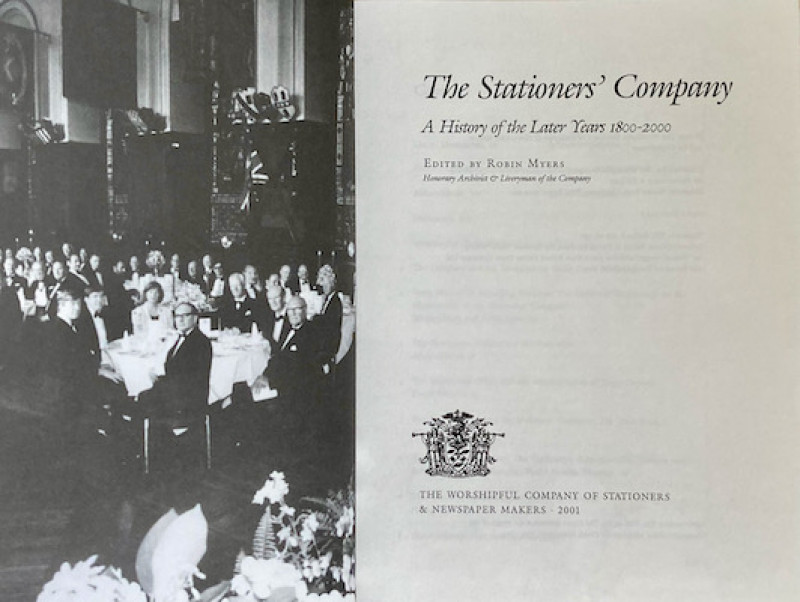 The Stationers' Company
A History of the Later Years 1800-2000
EDITED BY ROBIN MYERS
Honorary Archivist & Liveryman of the Company
THE WORSHIPFUL COMPANY OF STATIONERS
& NEWSPAPER MAKERS · 2001